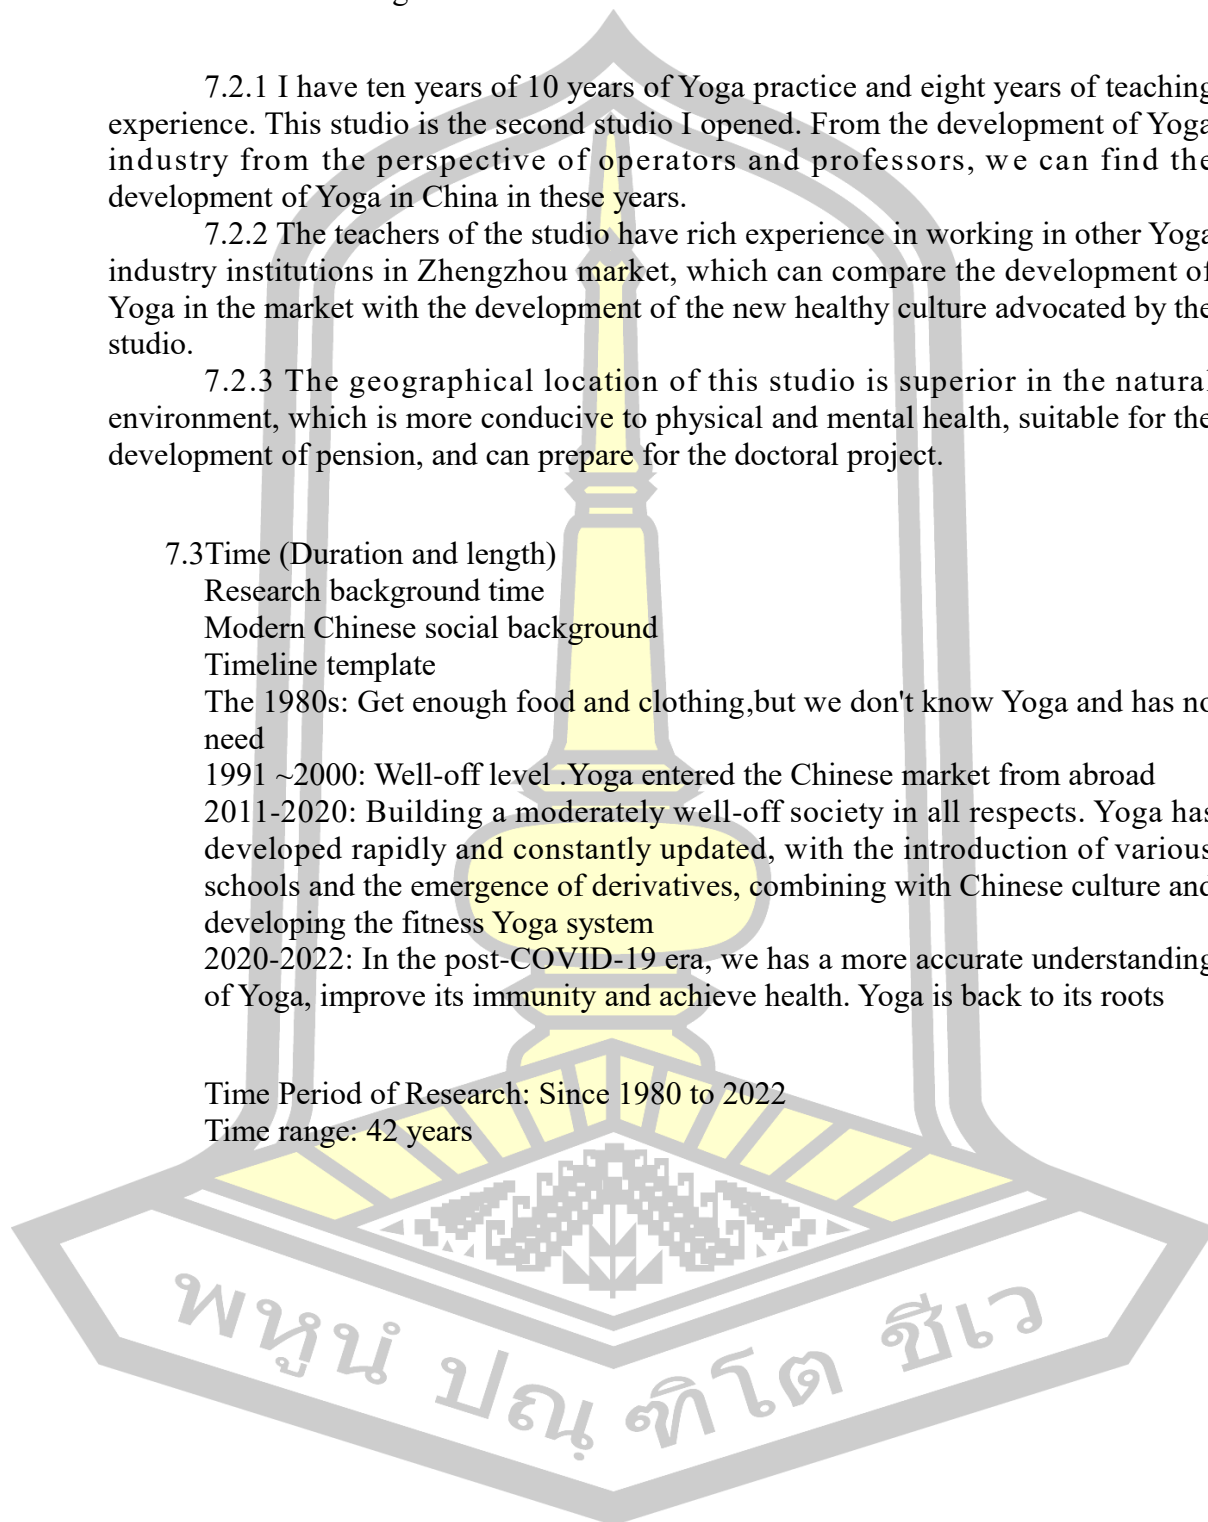 7.2.1 I have ten years of 10 years of Yoga practice and eight years of teaching
experience. This studio is the second studio I opened. From the development of Yoga
industry from the perspective of operators and professors, we can find the
development of Yoga in China in these years.
7.2.2 The teachers of the studio have rich experience in working in other Yoga
industry institutions in Zhengzhou market, which can compare the development of
Yoga in the market with the development of the new healthy culture advocated by the
studio.
7.2.3 The geographical location of this studio is superior in the natural
environment, which is more conducive to physical and mental health, suitable for the
development of pension, and can prepare for the doctoral project.
7.3Time (Duration and length)
Research background time
Modern Chinese social background
Timeline template
The 1980s: Get enough food and clothing,but we don't know Yoga and has no
need
1991 ~2000: Well-off level .Yoga entered the Chinese market from abroad
2011-2020: Building a moderately well-off society in all respects. Yoga has
developed rapidly and constantly updated, with the introduction of various
schools and the emergence of derivatives, combining with Chinese culture and
developing the fitness Yoga system
2020-2022: In the post-COVID-19 era, we has a more accurate understanding
of Yoga, improve its immunity and achieve health. Yoga is back to its roots
Time Period of Research: Since 1980 to 2022
Time range: 42 years
พหูนํ ปณฺฑิโต ชีเว